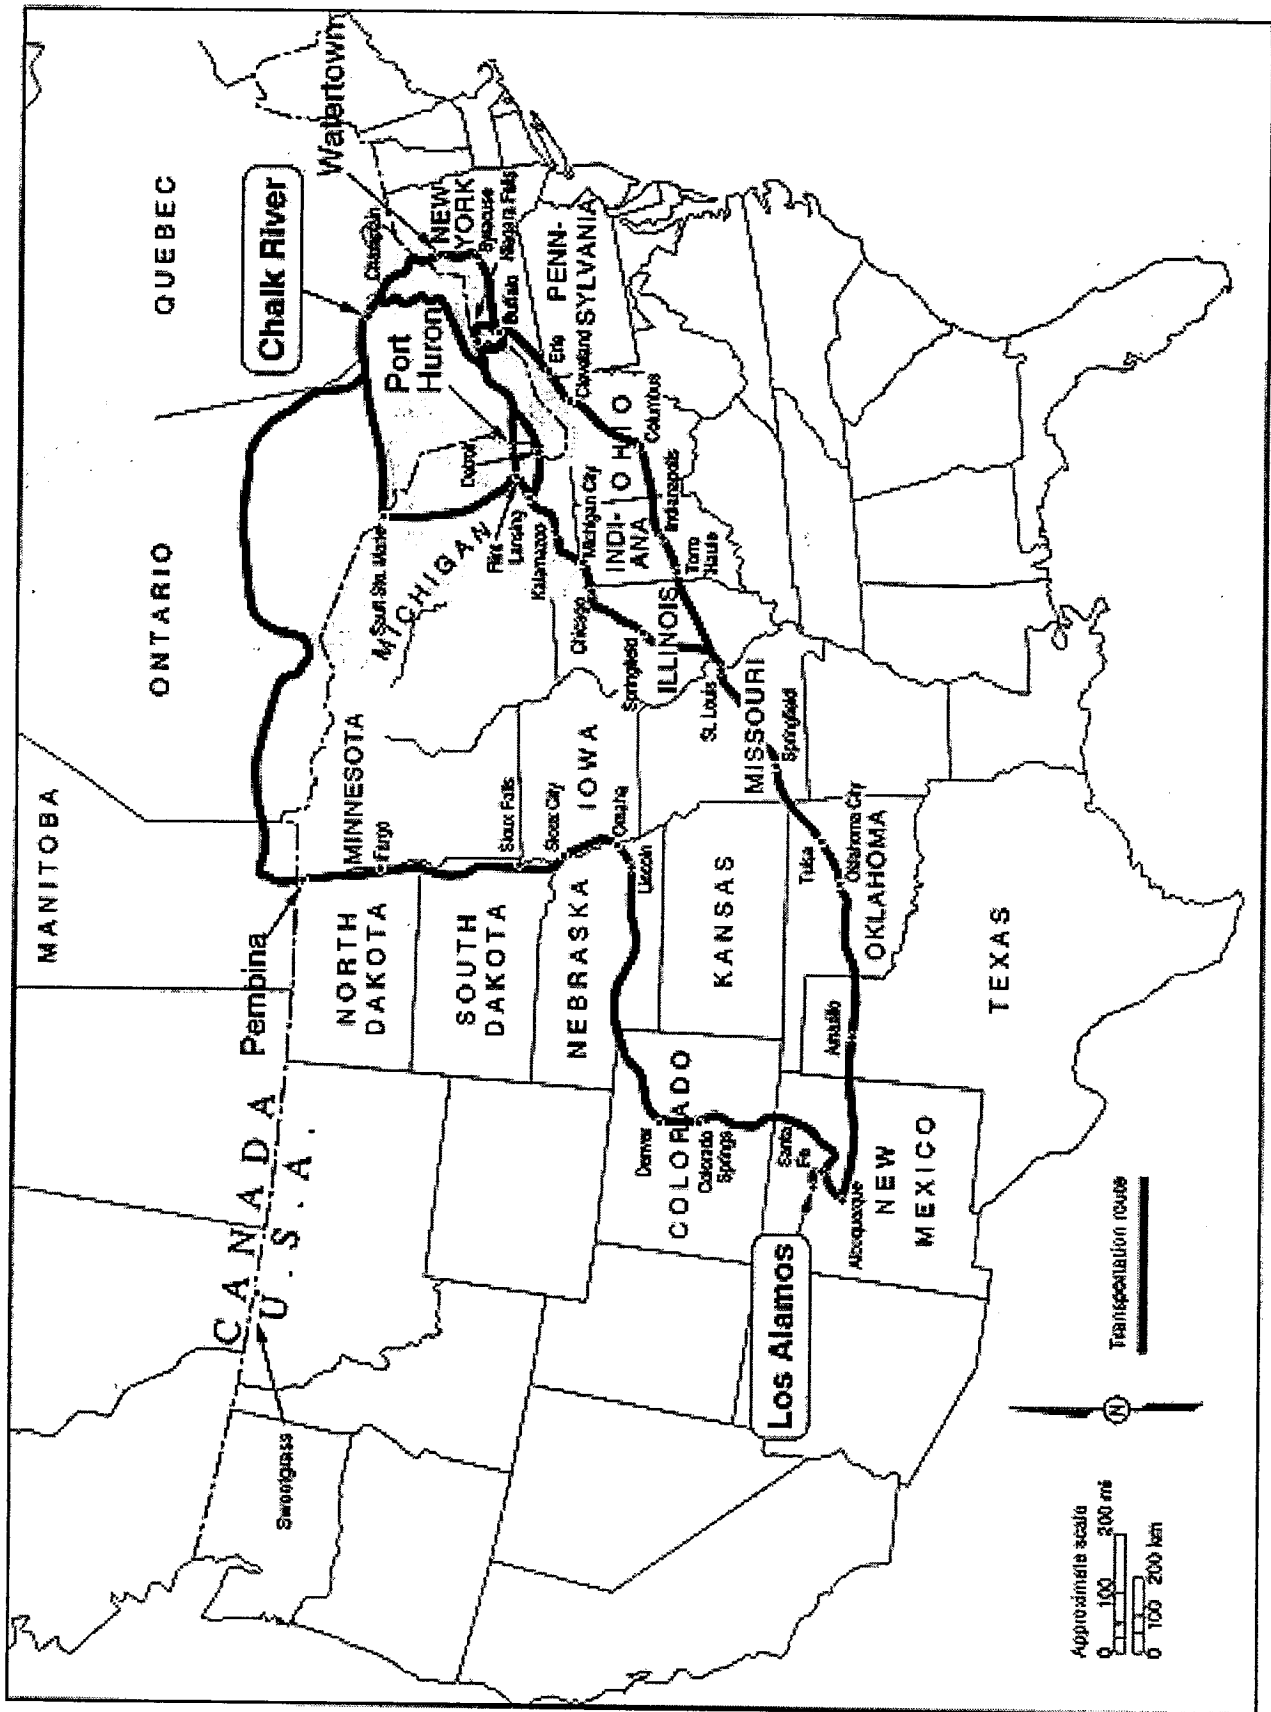 QUEBEC
ONTARIO
MANITOBA
Chalk River
Watertown
Champlain
NEW
YORK
Syracuse
Niagara Falls
Buffalo
Port
Huron
PENN-
SYLVANIA
Erie
Cleveland
Detroit
OHIO
Columbus
Sault Ste. Marie
MICHIGAN
Flint
Lansing
Kalamazoo
Michigan City
INDI-
ANA
Indianapolis
Terre
Haute
Chicago
Springfield
ILLINOIS
St. Louis
MISSOURI
Springfield
MINNESOTA
Fargo
IOWA
Sioux Falls
Sioux City
Omaha
Lincoln
Pembina
NORTH
DAKOTA
SOUTH
DAKOTA
NEBRASKA
KANSAS
Tulsa
Oklahoma City
OKLAHOMA
TEXAS
Amarillo
CANADA
U. S. A.
Sweetgrass
Denver
COLORADO
Colorado
Springs
Santa
Fe
Los Alamos
Albuquerque
NEW
MEXICO
Transportation route
N
Approximate scale
0 100 200 mi
0 100 200 km